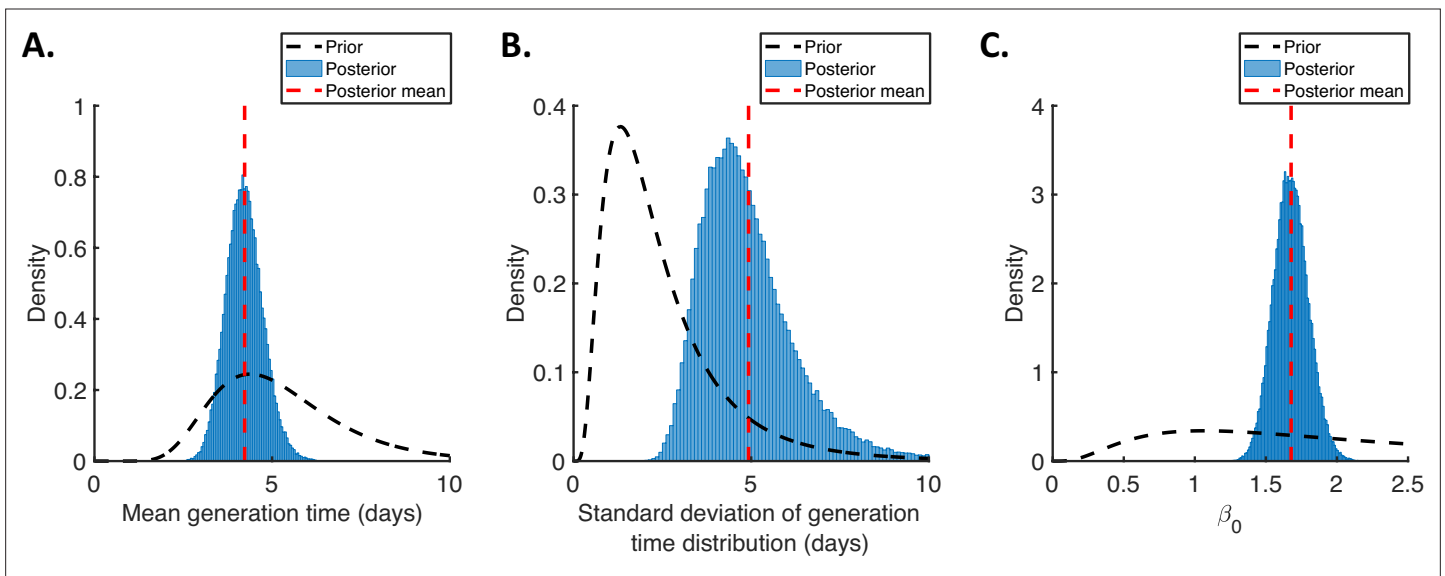 A.
Prior
Posterior
Posterior mean
1
0.8
0.6
0.4
0.2
0
Density
0
5
10
Mean generation time (days)
B.
Prior
Posterior
Posterior mean
0.4
0.3
0.2
0.1
0
Density
0
5
10
Standard deviation of generation
time distribution (days)
C.
Prior
Posterior
Posterior mean
4
3
2
1
0
Density
0
0.5
1
1.5
2
2.5
β0